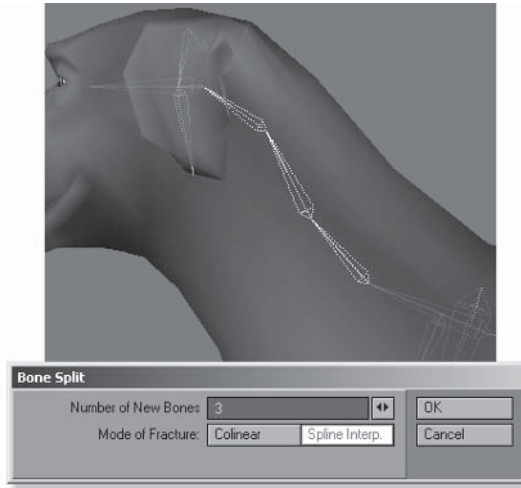 Bone Split
Number of New Bones 3 OK
Mode of Fracture: Colinear Spline Interp. Cancel